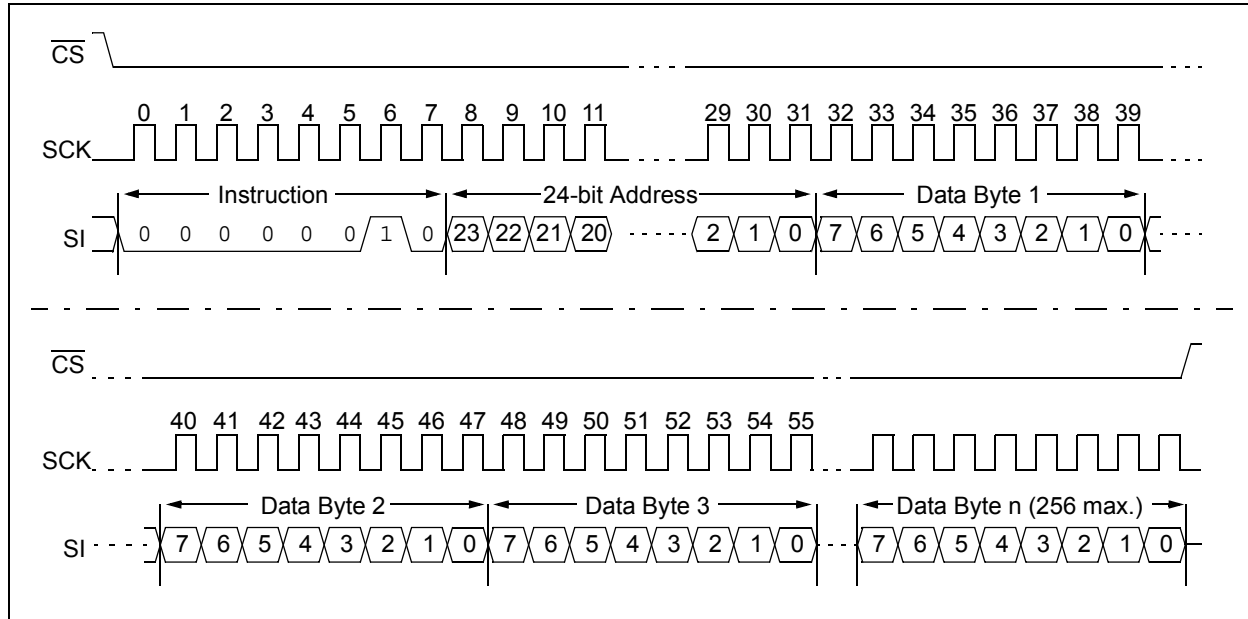 CS
0 1 2 3 4 5 6 7 8 9 10 11 29 30 31 32 33 34 35 36 37 38 39
SCK
Instruction 24-bit Address Data Byte 1
SI 0 0 0 0 0 0 1 0 23 22 21 20 2 1 0 7 6 5 4 3 2 1 0
CS
40 41 42 43 44 45 46 47 48 49 50 51 52 53 54 55
SCK
Data Byte 2 Data Byte 3 Data Byte n (256 max.)
SI 7 6 5 4 3 2 1 0 7 6 5 4 3 2 1 0 7 6 5 4 3 2 1 0